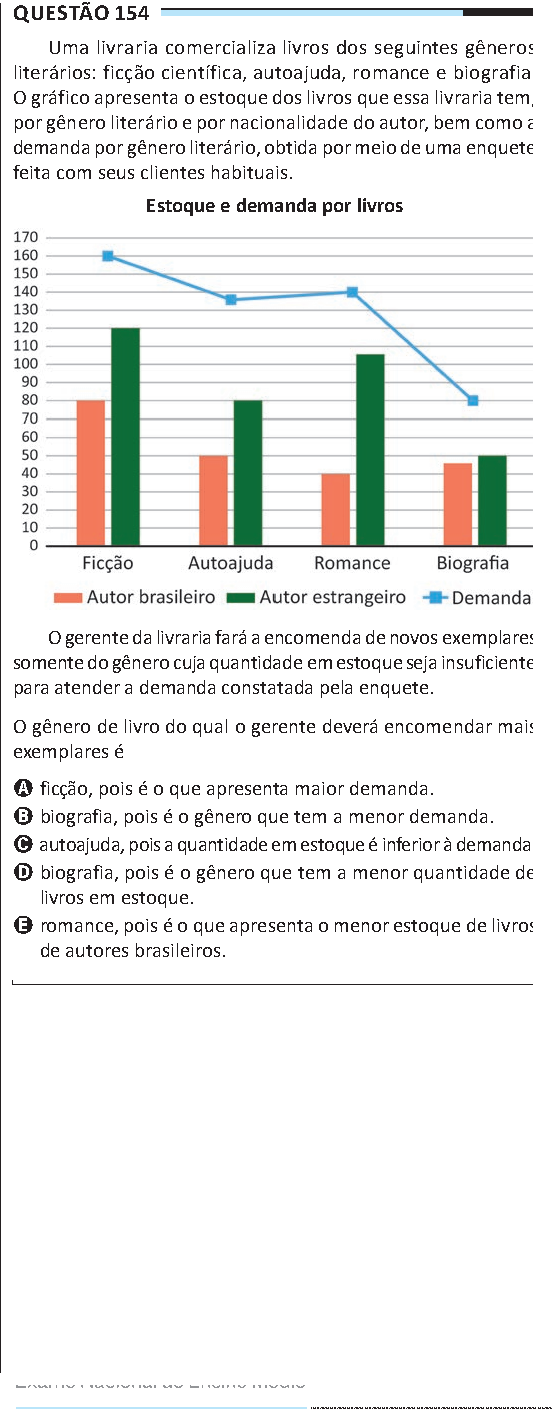 QUESTÃO 154
Uma livraria comercializa livros dos seguintes gêneros
literários: ficção científica, autoajuda, romance e biografia
O gráfico apresenta o estoque dos livros que essa livraria tem,
por gênero literário e por nacionalidade do autor, bem como a
demanda por gênero literário, obtida por meio de uma enquete
feita com seus clientes habituais.
Estoque e demanda por livros
170
160
150
140
130
120
110
100
90
80
70
60
50
40
30
20
10
0
Ficção Autoajuda Romance Biografia
Autor brasileiro Autor estrangeiro Demanda
O gerente da livraria fará a encomenda de novos exemplares
somente do gênero cuja quantidade em estoque seja insuficiente
para atender a demanda constatada pela enquete.
O gênero de livro do qual o gerente deverá encomendar mais
exemplares é
A ficção, pois é o que apresenta maior demanda.
B biografia, pois é o gênero que tem a menor demanda.
C autoajuda, pois a quantidade em estoque é inferior à demanda
D biografia, pois é o gênero que tem a menor quantidade de
livros em estoque.
E romance, pois é o que apresenta o menor estoque de livros
de autores brasileiros.